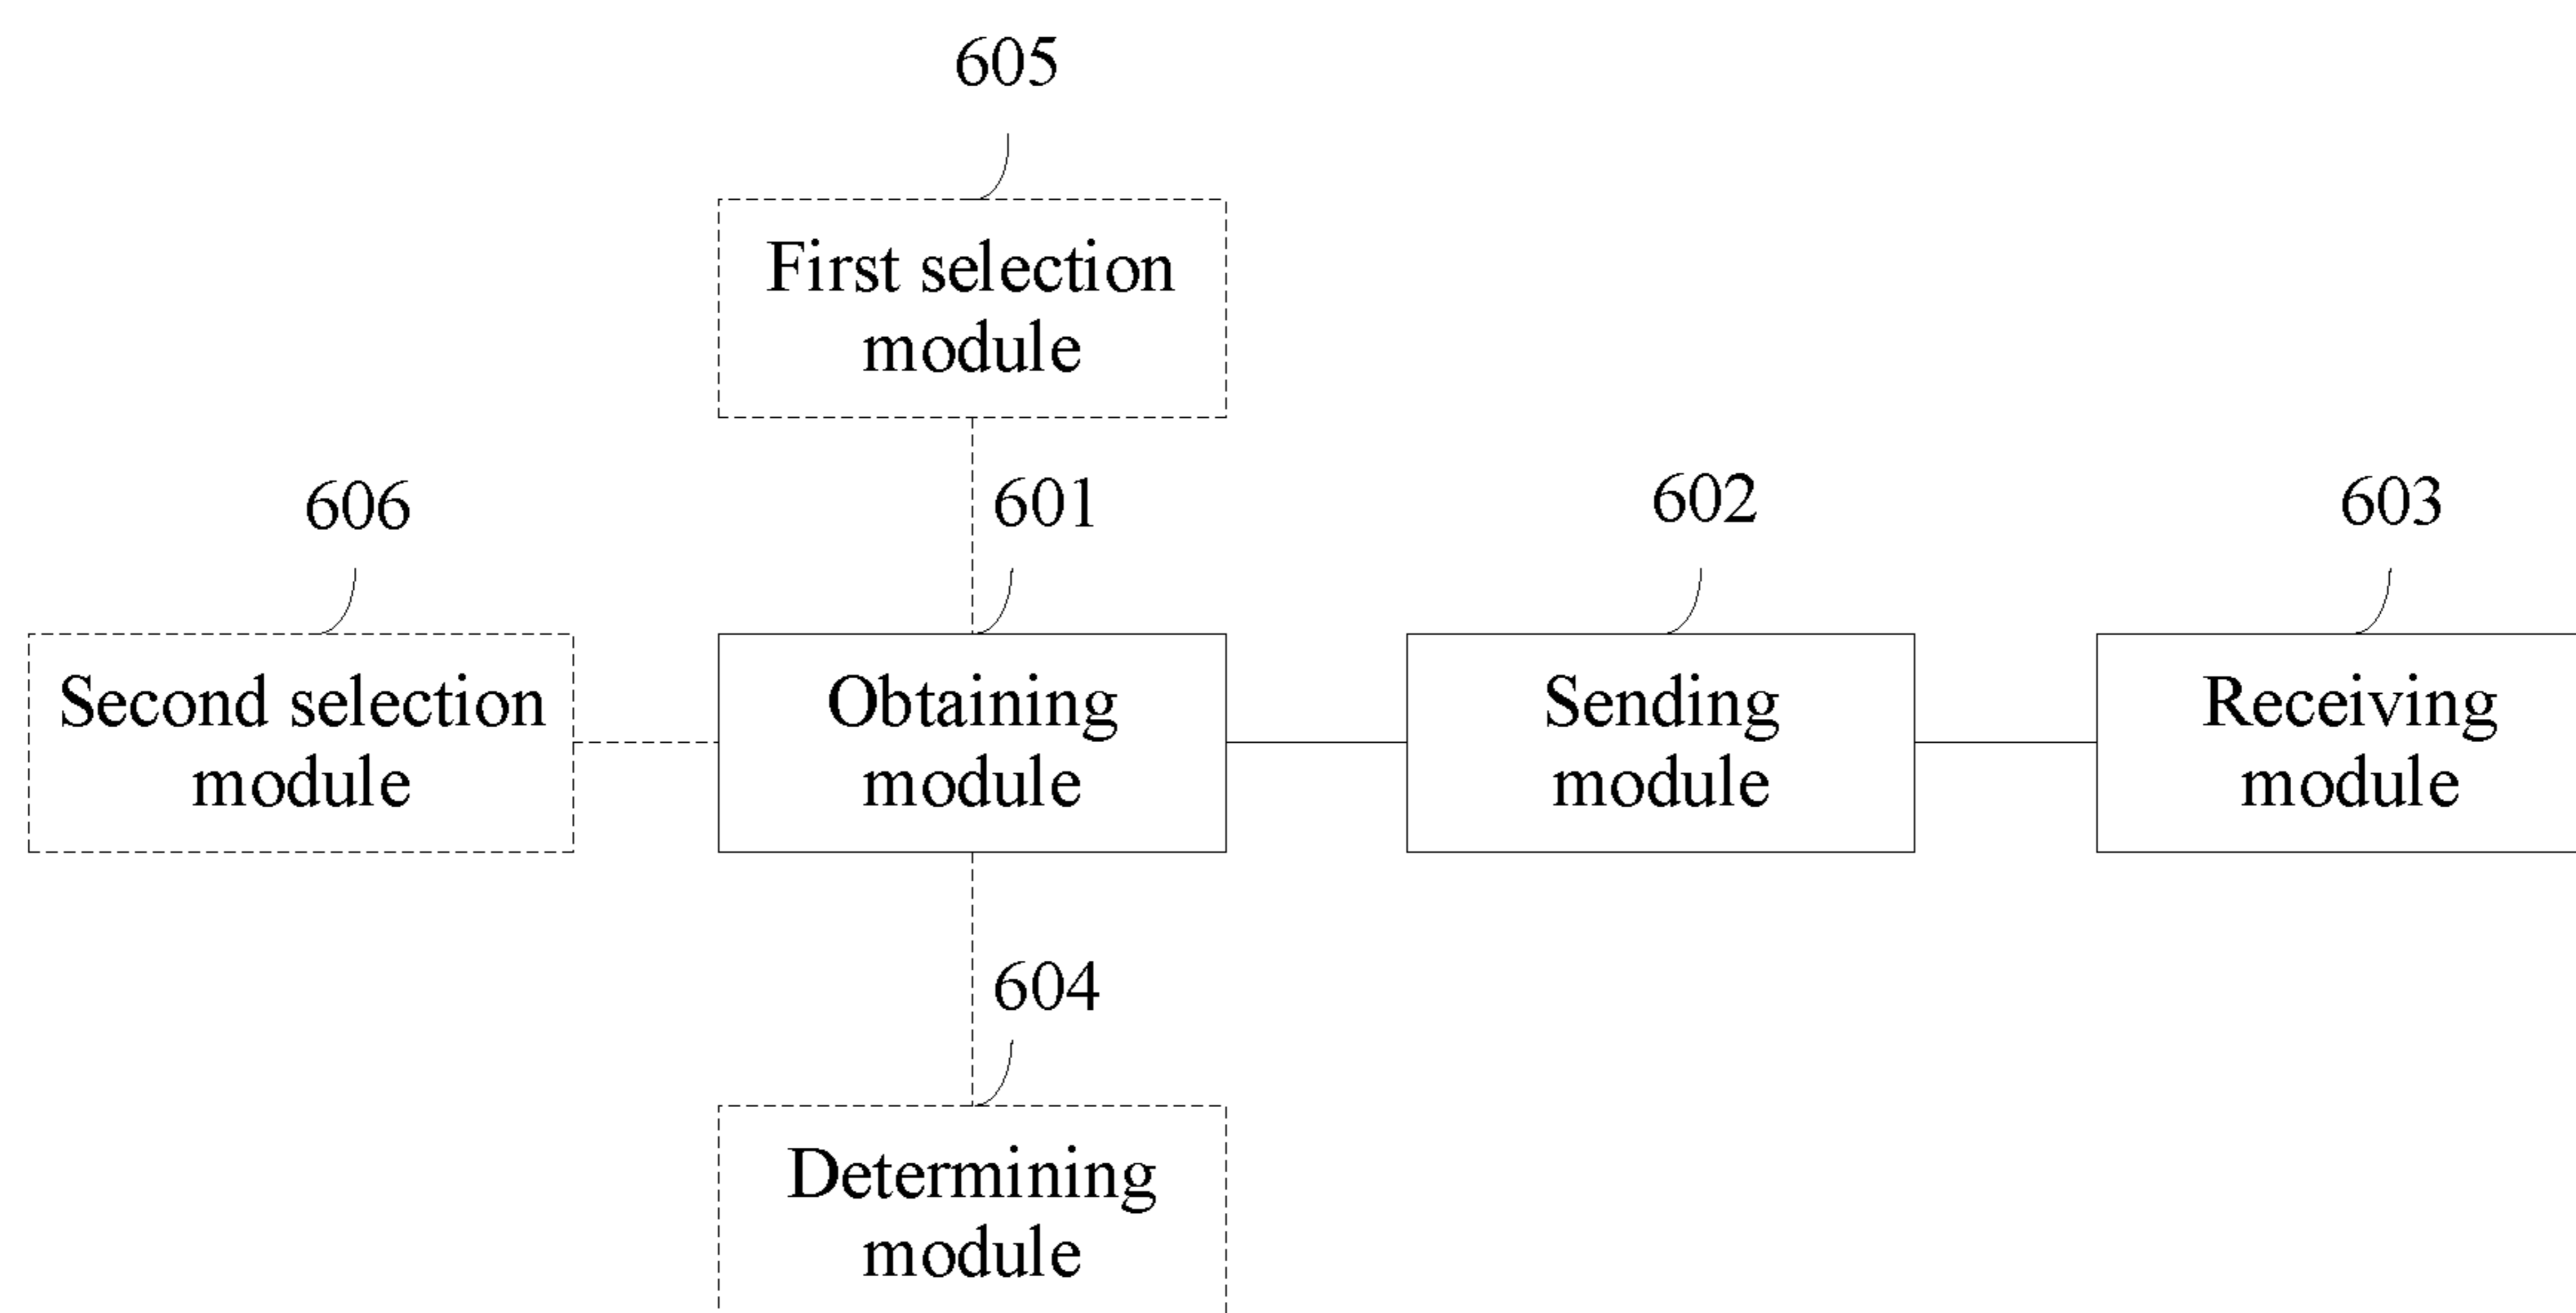 605
First selection
module
606
601
602
603
Second selection
module
Obtaining
module
Sending
module
Receiving
module
604
Determining
module